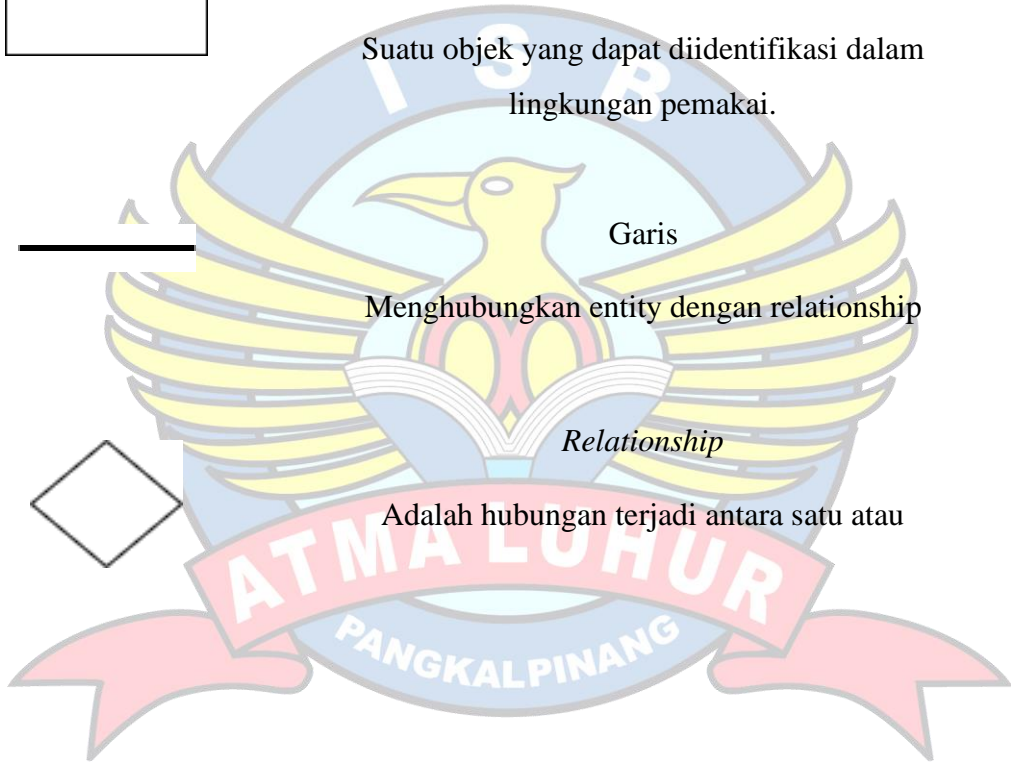 Suatu objek yang dapat diidentifikasi dalam
lingkungan pemakai.
Garis
Menghubungkan entity dengan relationship
Relationship
Adalah hubungan terjadi antara satu atau
ISB
ATMA LUHUR
PANGKALPINANG